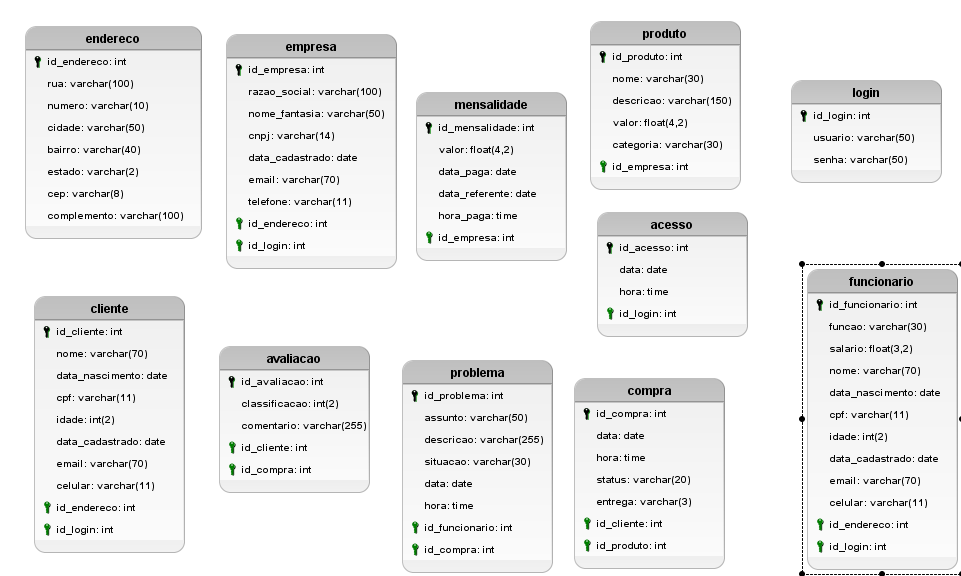 endereco
id_endereco: int
rua: varchar(100)
numero: varchar(10)
cidade: varchar(50)
bairro: varchar(40)
estado: varchar(2)
cep: varchar(8)
complemento: varchar(100)
empresa
id_empresa: int
razao_social: varchar(100)
nome_fantasia: varchar(50)
cnpj: varchar(14)
data_cadastrado: date
email: varchar(70)
telefone: varchar(11)
id_endereco: int
id_login: int
mensalidade
id_mensalidade: int
valor: float(4,2)
data_paga: date
data_referente: date
hora_paga: time
id_empresa: int
produto
id_produto: int
nome: varchar(30)
descricao: varchar(150)
valor: float(4,2)
categoria: varchar(30)
id_empresa: int
login
id_login: int
usuario: varchar(50)
senha: varchar(50)
acesso
id_acesso: int
data: date
hora: time
id_login: int
cliente
id_cliente: int
nome: varchar(70)
data_nascimento: date
cpf: varchar(11)
idade: int(2)
data_cadastrado: date
email: varchar(70)
celular: varchar(11)
id_endereco: int
id_login: int
avaliacao
id_avaliacao: int
classificacao: int(2)
comentario: varchar(255)
id_cliente: int
id_compra: int
problema
id_problema: int
assunto: varchar(50)
descricao: varchar(255)
situacao: varchar(30)
data: date
hora: time
id_funcionario: int
id_compra: int
compra
id_compra: int
data: date
hora: time
status: varchar(20)
entrega: varchar(3)
id_cliente: int
id_produto: int
funcionario
id_funcionario: int
funcao: varchar(30)
salario: float(3,2)
nome: varchar(70)
data_nascimento: date
cpf: varchar(11)
idade: int(2)
data_cadastrado: date
email: varchar(70)
celular: varchar(11)
id_endereco: int
id_login: int